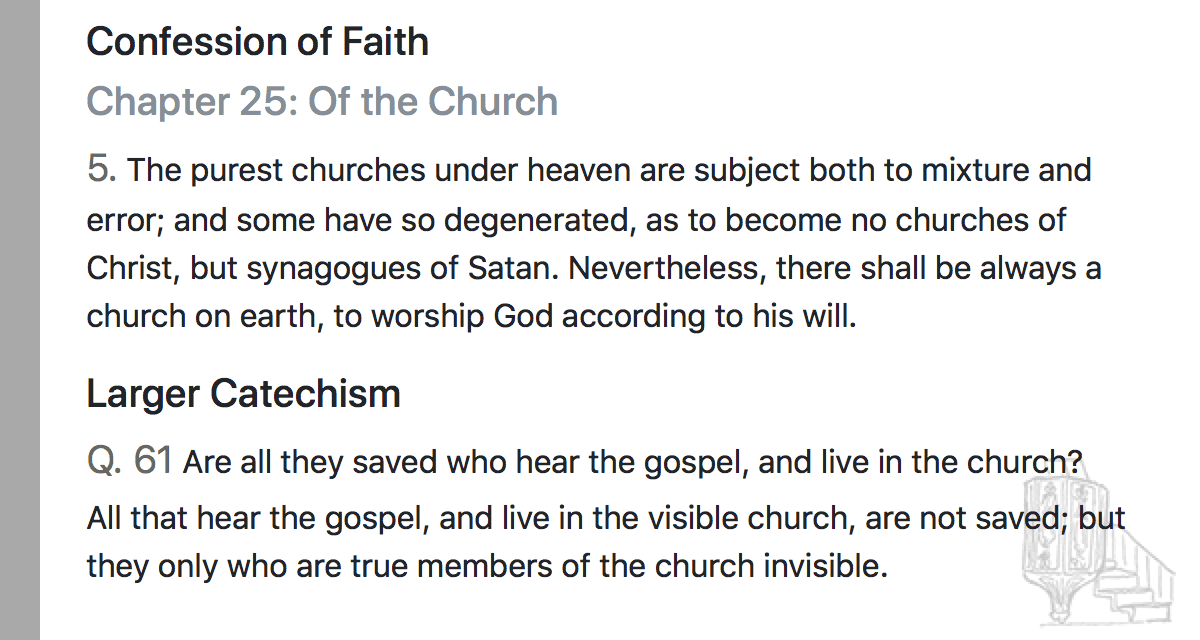 Confession of Faith
Chapter 25: Of the Church
5. The purest churches under heaven are subject both to mixture and
error; and some have so degenerated, as to become no churches of
Christ, but synagogues of Satan. Nevertheless, there shall be always a
church on earth, to worship God according to his will.
Larger Catechism
Q. 61 Are all they saved who hear the gospel, and live in the church?
All that hear the gospel, and live in the visible church, are not saved; but
they only who are true members of the church invisible.